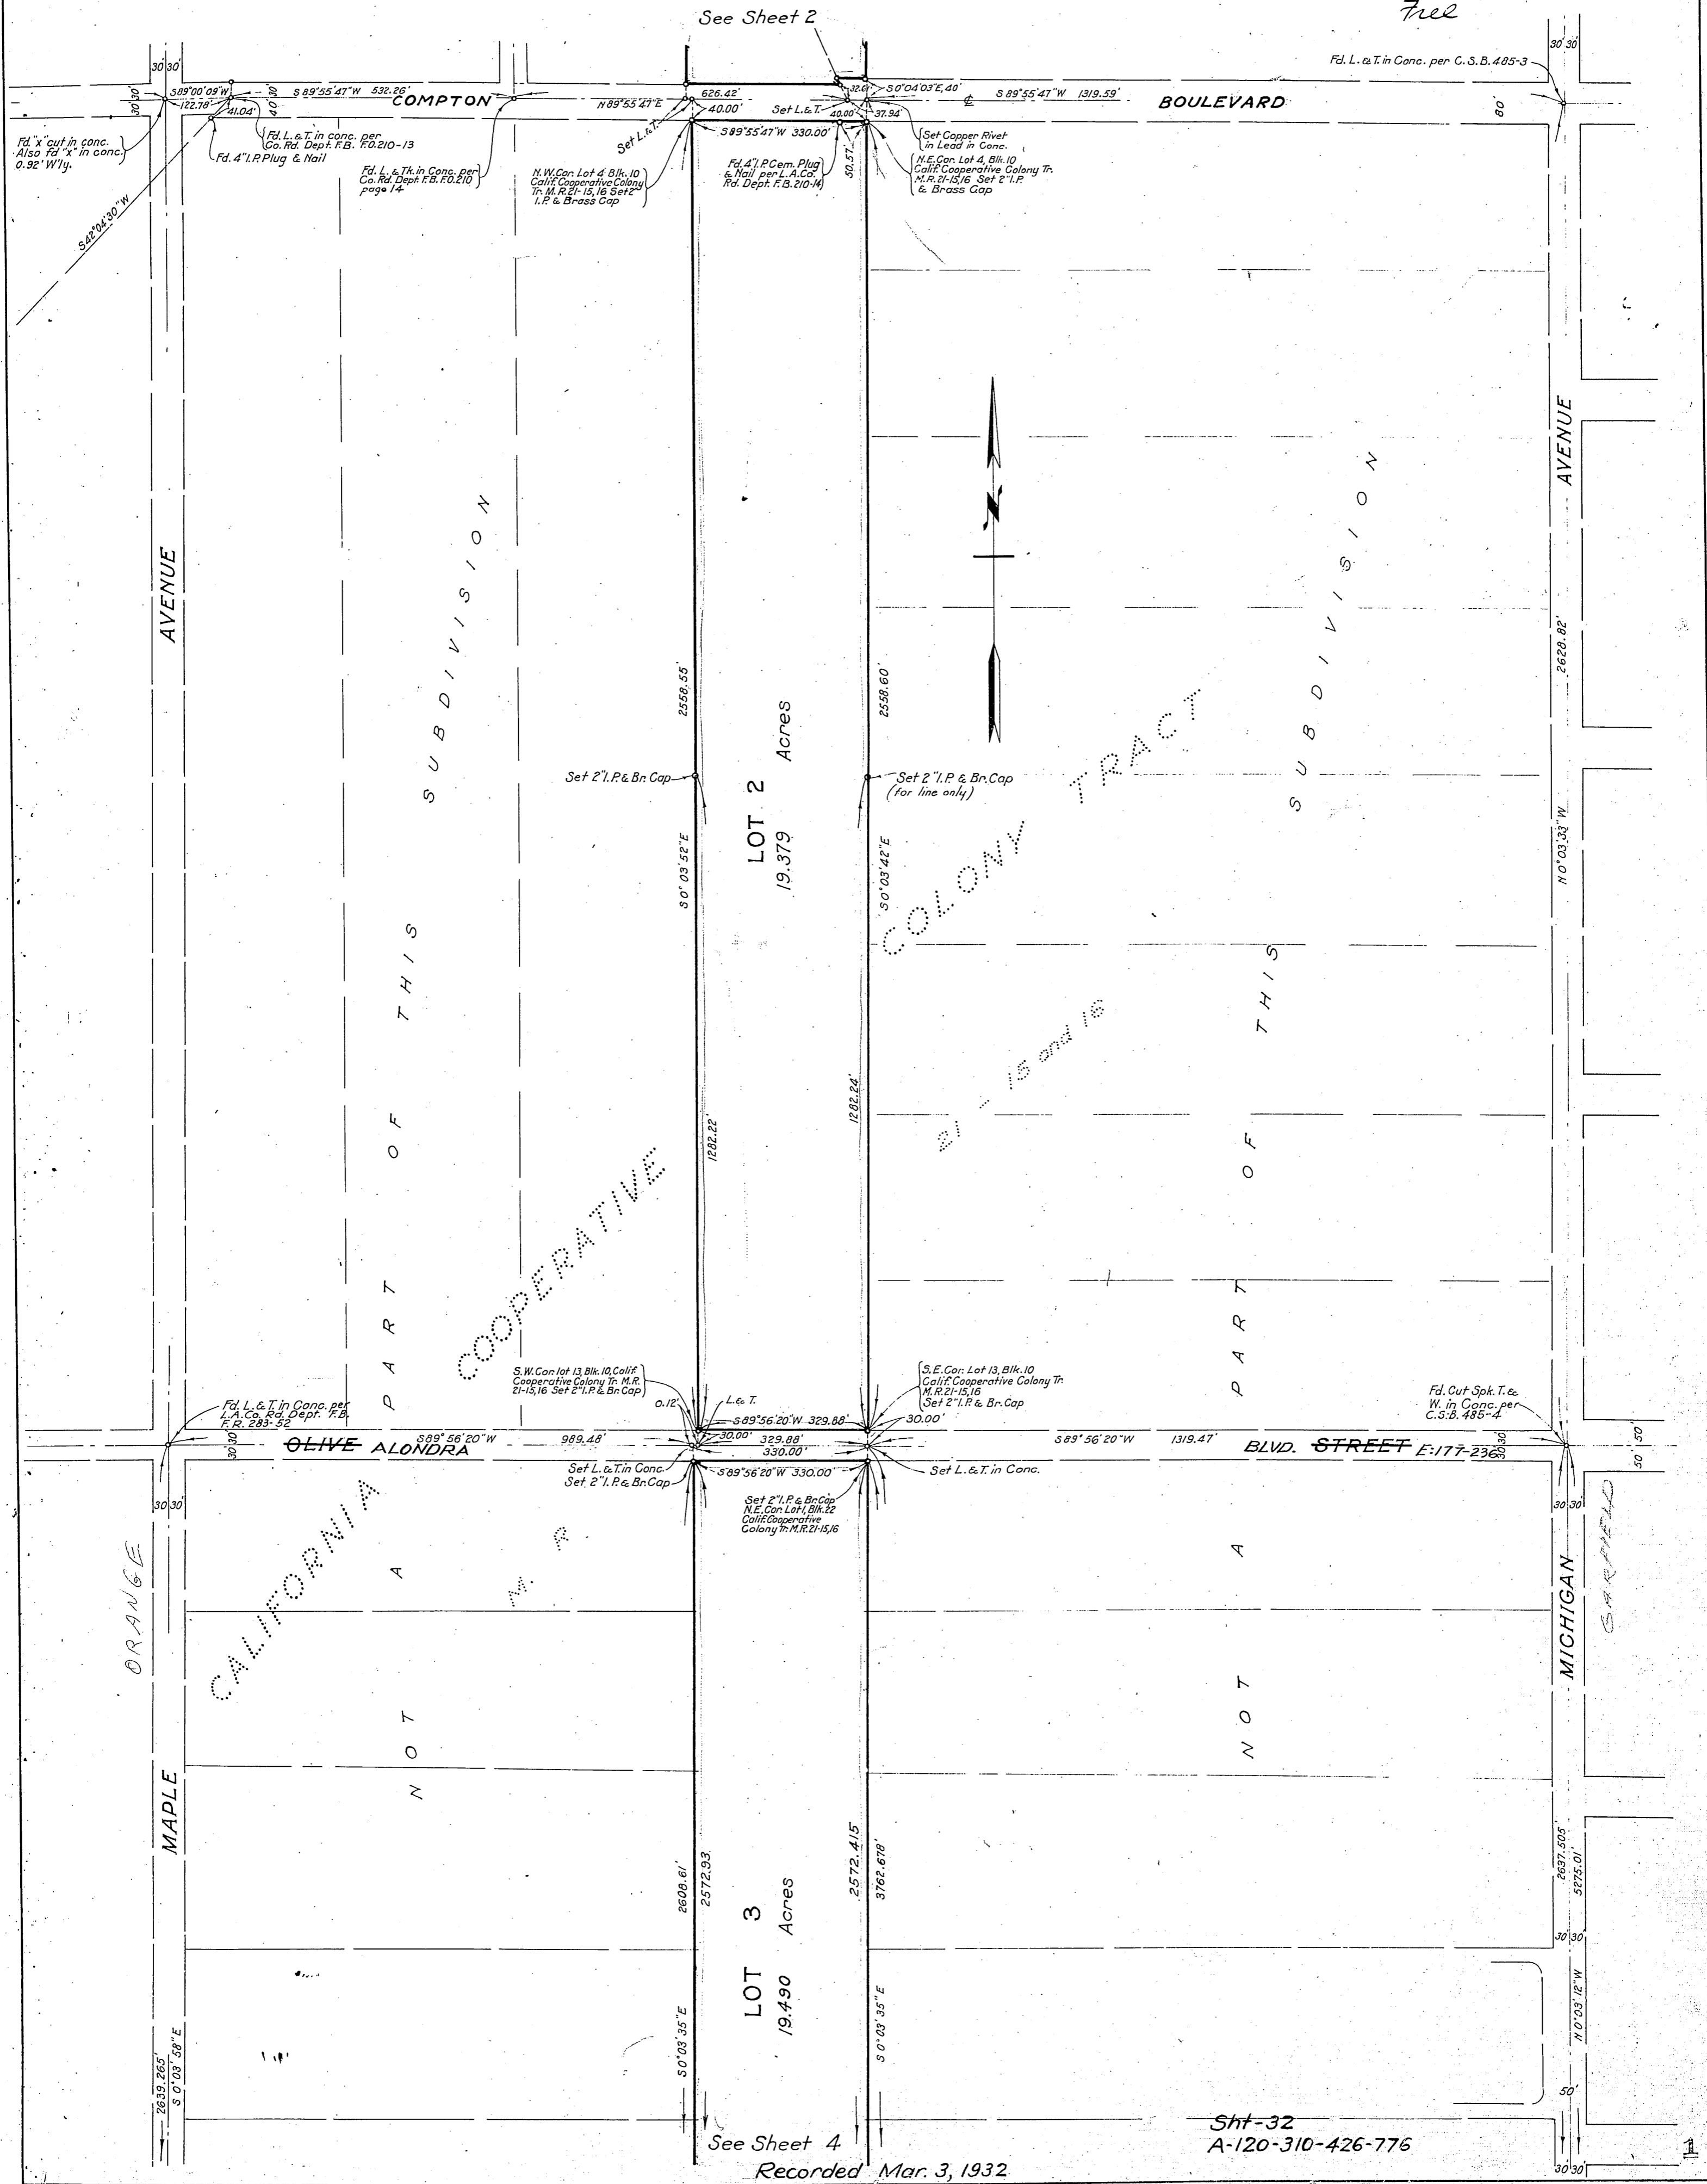 See Sheet 2
Free
30' 30'
30' 30'
Fd. L. & T. in Conc. per C.S.B. 485-3
S 89° 00' 09" W
122.78'
30' 30'
41.04'
40' 30'
S 89° 55' 47" W 532.26'
COMPTON
N 89° 55' 47" E
626.42'
40.00'
Set L. & T.
Set L. & T.
S 0° 04' 03" E, 40'
40.00'
37.94'
℄
S 89° 55' 47" W 1319.59'
BOULEVARD
80'
S 89° 55' 47" W 330.00'
50.57'
Fd. "x" cut in conc.
Also fd "x" in conc.
0.92' W'ly.
Fd. L. & T. in conc. per
Co. Rd. Dept. F.B. F.O. 210-13
Fd. 4" I.P. Plug & Nail
Fd. L. & Tk. in Conc. per
Co. Rd. Dept. F.B. F.O. 210
page 14
N.W. Cor. Lot 4 Blk. 10
Calif. Cooperative Colony
Tr. M.R. 21-15, 16 Set 2"
I.P. & Brass Cap
Fd. 4" I.P. Cem. Plug
& Nail per L.A. Co.
Rd. Dept. F.B. 210-14
Set Copper Rivet
in Lead in Conc.
N.E. Cor. Lot 4, Blk. 10
Calif. Cooperative Colony Tr.
M.R. 21-15, 16 Set 2" I.P.
& Brass Cap
S 42° 04' 30" W
AVENUE
NOT A PART OF THIS SUBDIVISION
2558.55'
S 0° 03' 52" E
Set 2" I.P. & Br. Cap
1282.22'
LOT 2
19.379 Acres
N
2558.60'
S 0° 03' 42" E
Set 2" I.P. & Br. Cap
(for line only)
1282.24'
CALIFORNIA COOPERATIVE COLONY TRACT
M. R. 21 - 15 and 16
NOT A PART OF THIS SUBDIVISION
AVENUE
2628.82'
N 0° 03' 33" W
S.W. Cor. lot 13, Blk. 10, Calif.
Cooperative Colony Tr. M.R.
21-15, 16 Set 2" I.P. & Br. Cap
0.12'
L. & T.
S.E. Cor. Lot 13, Blk. 10
Calif. Cooperative Colony Tr.
M.R. 21-15, 16
Set 2" I.P. & Br. Cap
Fd. L. & T. in Conc. per
L.A. Co. Rd. Dept. F.B.
F.R. 283-52
Fd. Cut Spk. T. &
W. in Conc. per
C.S.B. 485-4
30' 30'
OLIVE ALONDRA
S 89° 56' 20" W 989.48'
S 89° 56' 20" W 329.88'
30.00'
30.00'
329.88'
330.00'
S 89° 56' 20" W 330.00'
S 89° 56' 20" W 1319.47'
BLVD. STREET E:177-236
30' 30'
50' 50'
Set L. & T. in Conc.
Set 2" I.P. & Br. Cap
Set L. & T. in Conc.
Set 2" I.P. & Br. Cap
N.E. Cor. Lot 1, Blk. 22
Calif. Cooperative
Colony Tr. M.R. 21-15, 16
30' 30'
30' 30'
ORANGE
MAPLE
MICHIGAN
GARFIELD
2608.61'
2572.93
LOT 3
19.490 Acres
2572.415
3762.678'
S 0° 03' 35" E
S 0° 03' 35" E
2639.265'
S 0° 03' 58" E
2637.505'
5275.01'
30' 30'
N 0° 03' 12" W
50'
30' 30'
See Sheet 4
Recorded Mar. 3, 1932
Sht-32
A-120-310-426-776
1